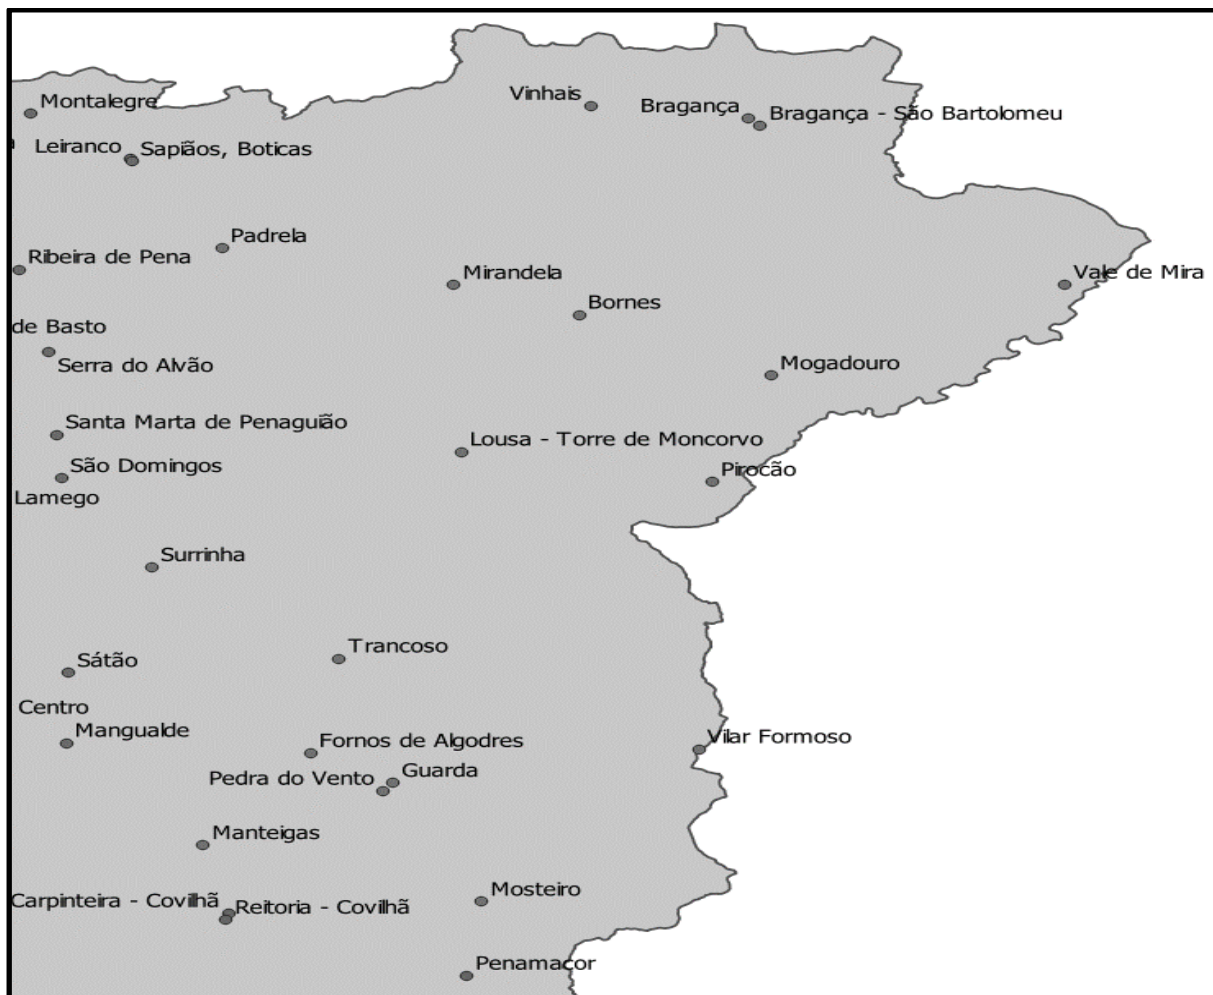 Montalegre
Vinhais
Bragança
Bragança - São Bartolomeu
Leiranco
Sapiãos, Boticas
Padrela
Ribeira de Pena
Mirandela
Vale de Mira
Bornes
de Basto
Serra do Alvão
Mogadouro
Santa Marta de Penaguião
Lousa - Torre de Moncorvo
São Domingos
Pirocão
Lamego
Surrinha
Trancoso
Sátão
Centro
Mangualde
Fornos de Algodres
Vilar Formoso
Pedra do Vento
Guarda
Manteigas
Mosteiro
Carpinteira - Covilhã
Reitoria - Covilhã
Penamacor